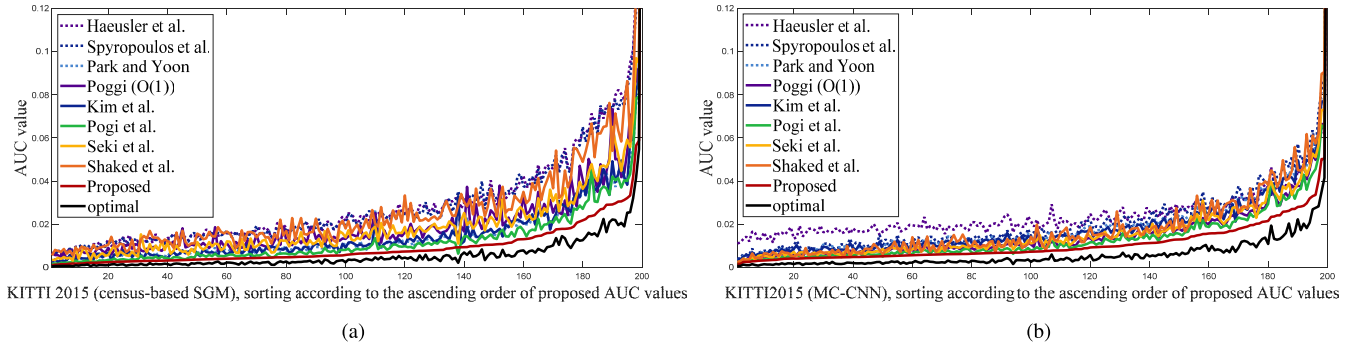 0.12
0.1
0.08
0.06
0.04
0.02
0
AUC value
Haeusler et al.
Spyropoulos et al.
Park and Yoon
Poggi (O(1))
Kim et al.
Pogi et al.
Seki et al.
Shaked et al.
Proposed
optimal
20 40 60 80 100 120 140 160 180 200
KITTI 2015 (census-based SGM), sorting according to the ascending order of proposed AUC values
(a)
0.12
0.1
0.08
0.06
0.04
0.02
0
AUC value
Haeusler et al.
Spyropoulos et al.
Park and Yoon
Poggi (O(1))
Kim et al.
Pogi et al.
Seki et al.
Shaked et al.
Proposed
optimal
20 40 60 80 100 120 140 160 180 200
KITTI2015 (MC-CNN), sorting according to the ascending order of proposed AUC values
(b)